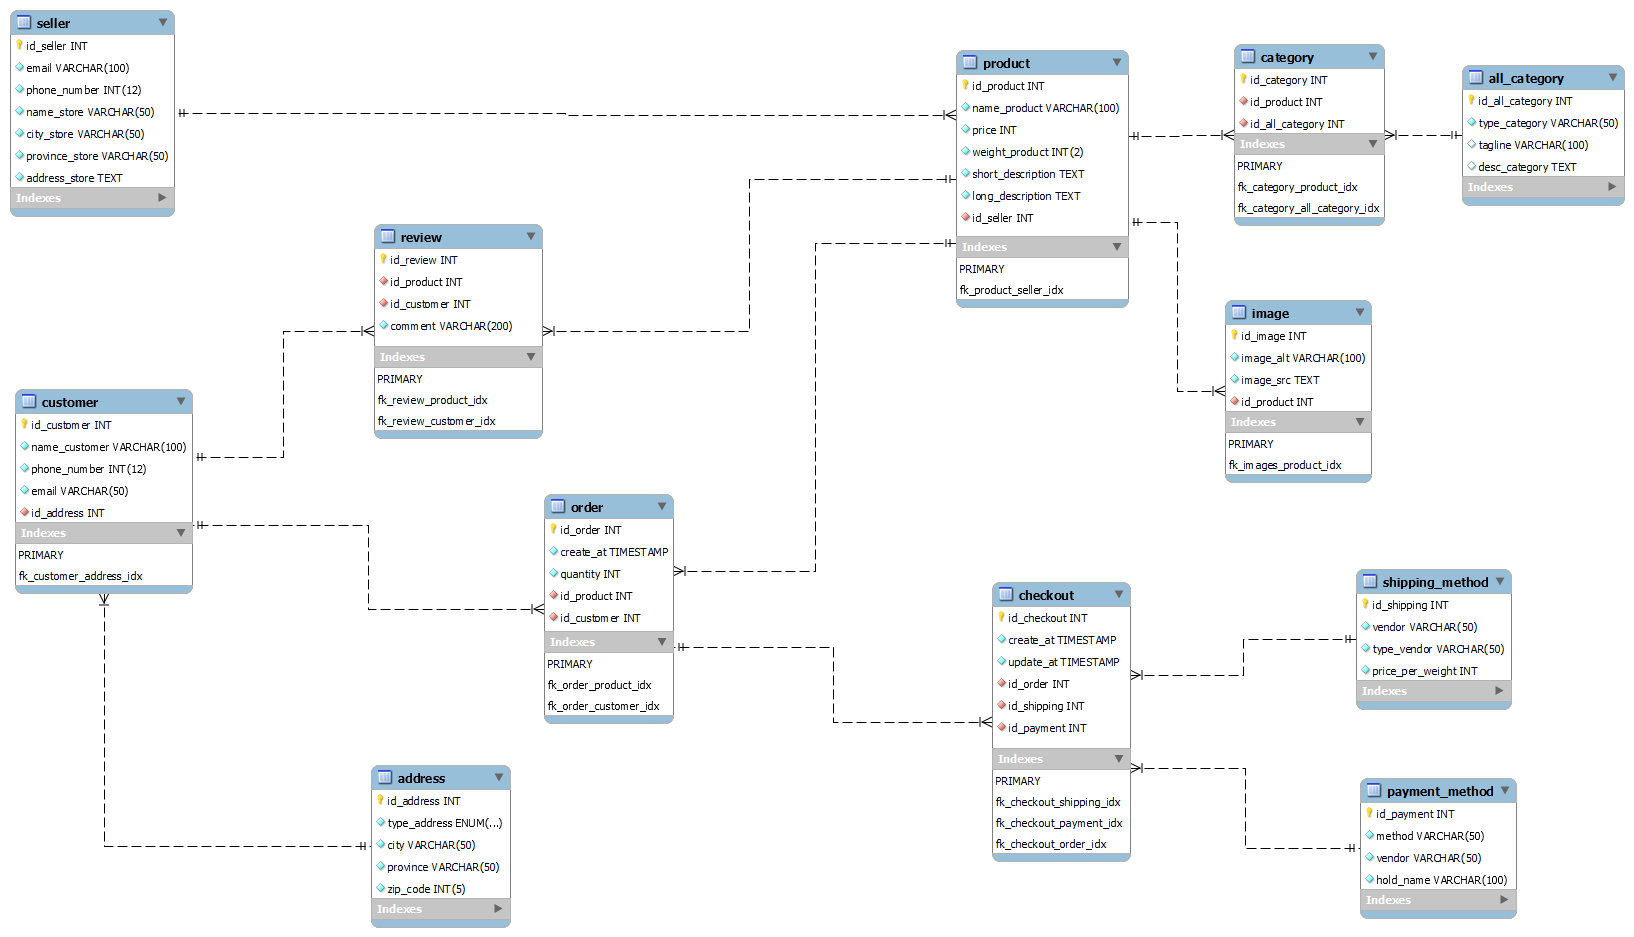 seller
id_seller INT
email VARCHAR(100)
phone_number INT(12)
name_store VARCHAR(50)
city_store VARCHAR(50)
province_store VARCHAR(50)
address_store TEXT
Indexes
product
id_product INT
name_product VARCHAR(100)
price INT
weight_product INT(2)
short_description TEXT
long_description TEXT
id_seller INT
Indexes
PRIMARY
fk_product_seller_idx
category
id_category INT
id_product INT
id_all_category INT
Indexes
PRIMARY
fk_category_product_idx
fk_category_all_category_idx
all_category
id_all_category INT
type_category VARCHAR(50)
tagline VARCHAR(100)
desc_category TEXT
Indexes
review
id_review INT
id_product INT
id_customer INT
comment VARCHAR(200)
Indexes
PRIMARY
fk_review_product_idx
fk_review_customer_idx
image
id_image INT
image_alt VARCHAR(100)
image_src TEXT
id_product INT
Indexes
PRIMARY
fk_images_product_idx
customer
id_customer INT
name_customer VARCHAR(100)
phone_number INT(12)
email VARCHAR(50)
id_address INT
Indexes
PRIMARY
fk_customer_address_idx
order
id_order INT
create_at TIMESTAMP
quantity INT
id_product INT
id_customer INT
Indexes
PRIMARY
fk_order_product_idx
fk_order_customer_idx
checkout
id_checkout INT
create_at TIMESTAMP
update_at TIMESTAMP
id_order INT
id_shipping INT
id_payment INT
Indexes
PRIMARY
fk_checkout_shipping_idx
fk_checkout_payment_idx
fk_checkout_order_idx
shipping_method
id_shipping INT
vendor VARCHAR(50)
type_vendor VARCHAR(50)
price_per_weight INT
Indexes
address
id_address INT
type_address ENUM(...)
city VARCHAR(50)
province VARCHAR(50)
zip_code INT(5)
Indexes
payment_method
id_payment INT
method VARCHAR(50)
vendor VARCHAR(50)
hold_name VARCHAR(100)
Indexes